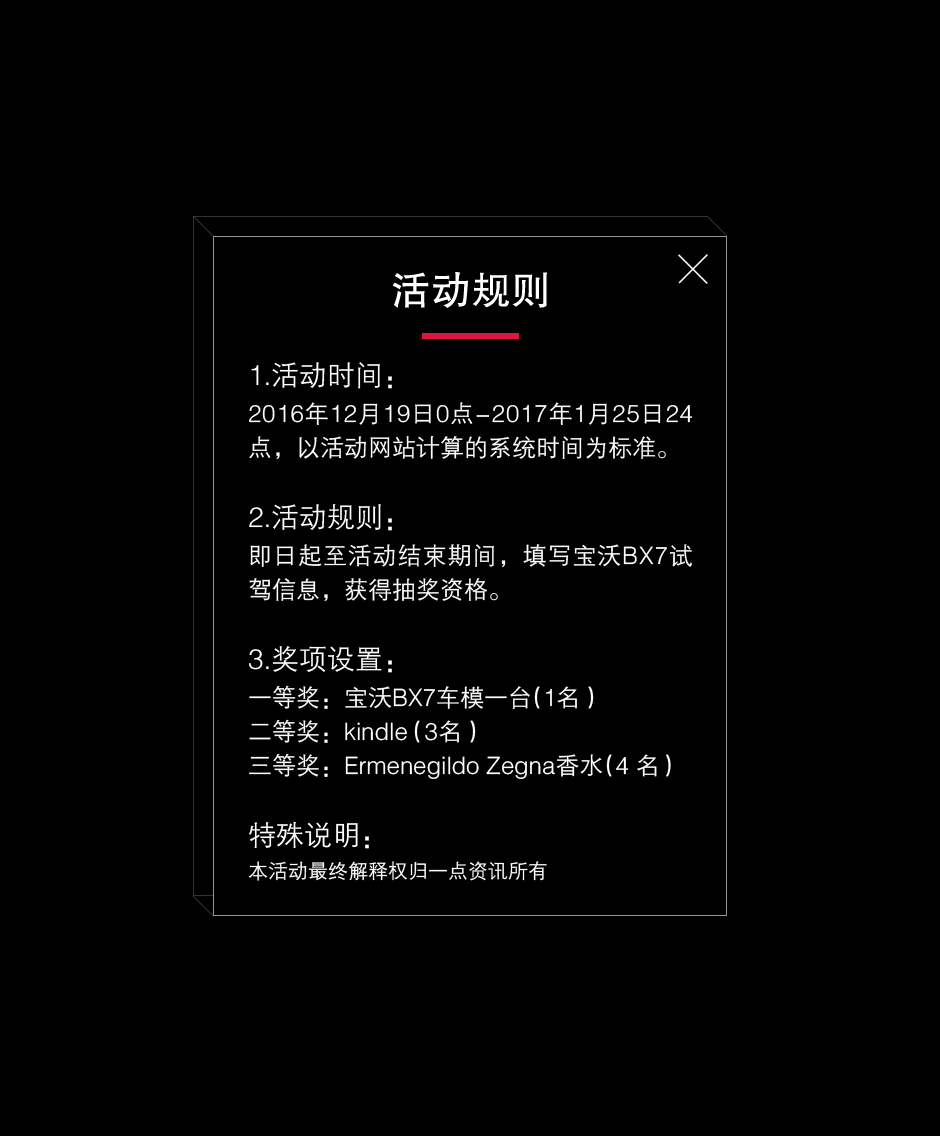 活动规则
1.活动时间：
2016年12月19日0点-2017年1月25日24
点，以活动网站计算的系统时间为标准。
2.活动规则：
即日起至活动结束期间，填写宝沃BX7试
驾信息，获得抽奖资格。
3.奖项设置：
一等奖：宝沃BX7车模一台(1名 )
二等奖：kindle ( 3名 )
三等奖：Ermenegildo Zegna香水(4 名 )
特殊说明：
本活动最终解释权归一点资讯所有